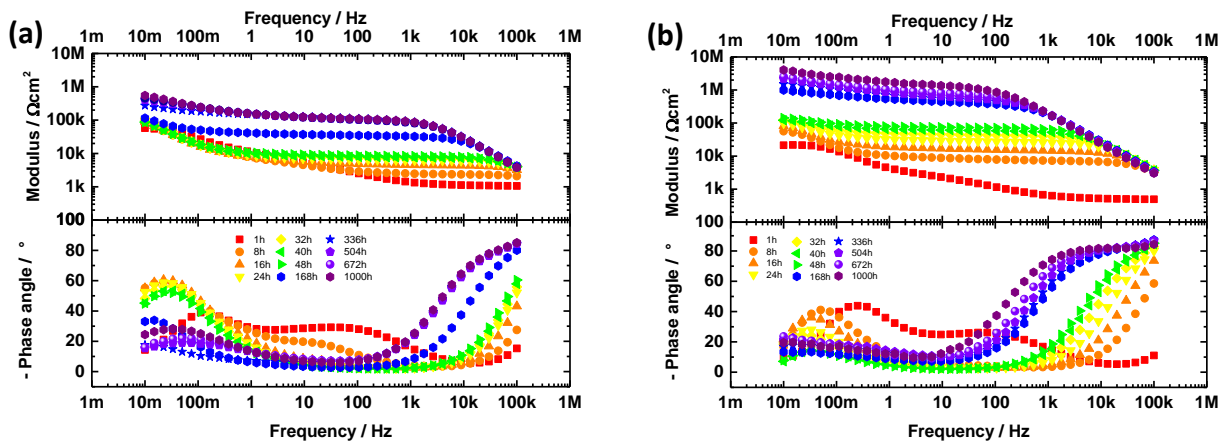 (a)
Frequency / Hz
1m 10m 100m 1 10 100 1k 10k 100k 1M
Modulus / Ωcm²
10M
1M
100k
10k
1k
100
- Phase angle / °
80
60
40
20
0
1h 32h 336h
8h 40h 504h
16h 48h 672h
24h 168h 1000h
1m 10m 100m 1 10 100 1k 10k 100k 1M
Frequency / Hz
(b)
Frequency / Hz
1m 10m 100m 1 10 100 1k 10k 100k 1M
Modulus / Ωcm²
10M
1M
100k
10k
1k
100
- Phase angle / °
80
60
40
20
0
1h 32h 336h
8h 40h 504h
16h 48h 672h
24h 168h 1000h
1m 10m 100m 1 10 100 1k 10k 100k 1M
Frequency / Hz